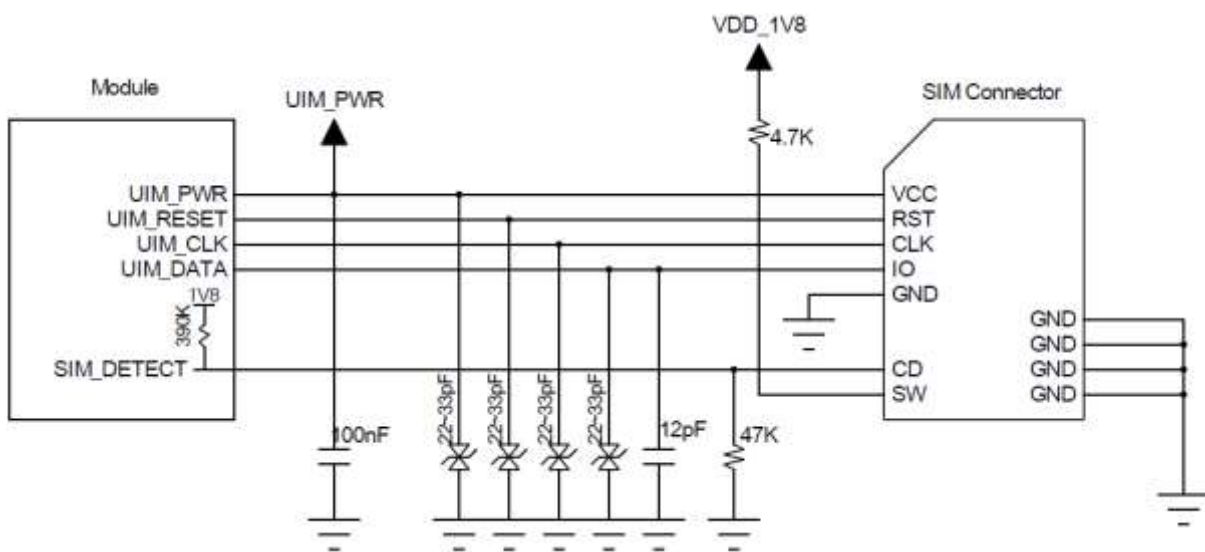 VDD_1V8
Module
SIM Connector
UIM_PWR
4.7K
UIM_PWR
VCC
UIM_RESET
RST
UIM_CLK
CLK
UIM_DATA
IO
1V8
GND
390K
GND
GND
SIM_DETECT
CD
GND
SW
GND
22~33pF
22~33pF
22~33pF
22~33pF
100nF
12pF
47K